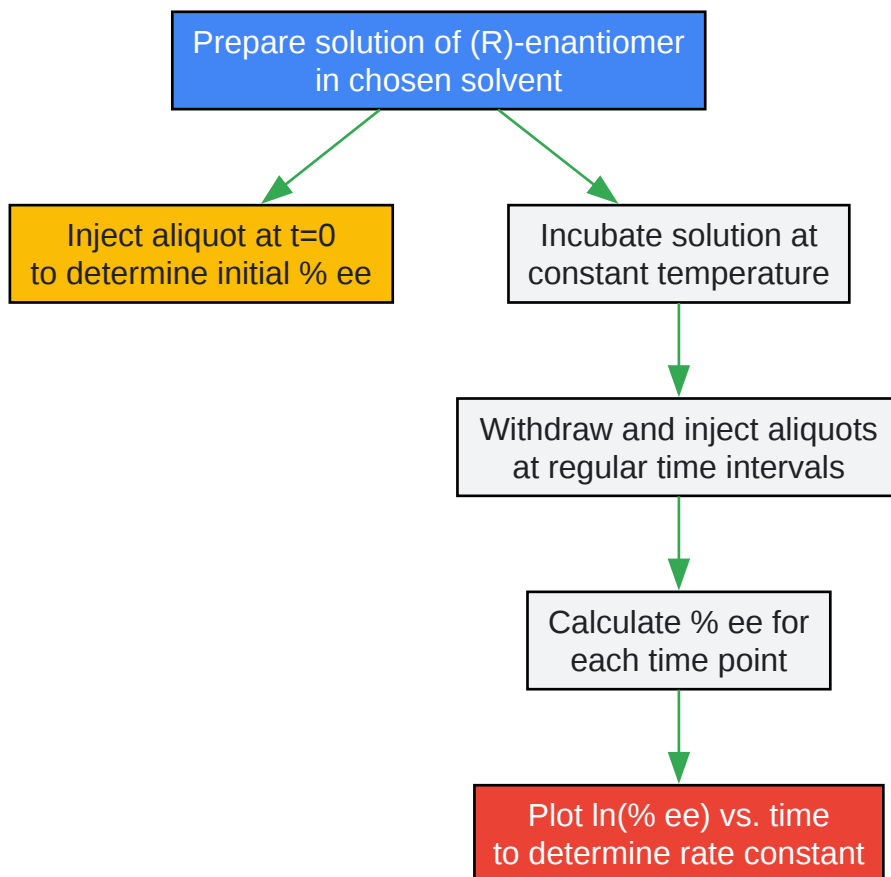 Prepare solution of (R)-enantiomer
in chosen solvent
Inject aliquot at t=0
to determine initial % ee
Incubate solution at
constant temperature
Withdraw and inject aliquots
at regular time intervals
Calculate % ee for
each time point
Plot ln(% ee) vs. time
to determine rate constant